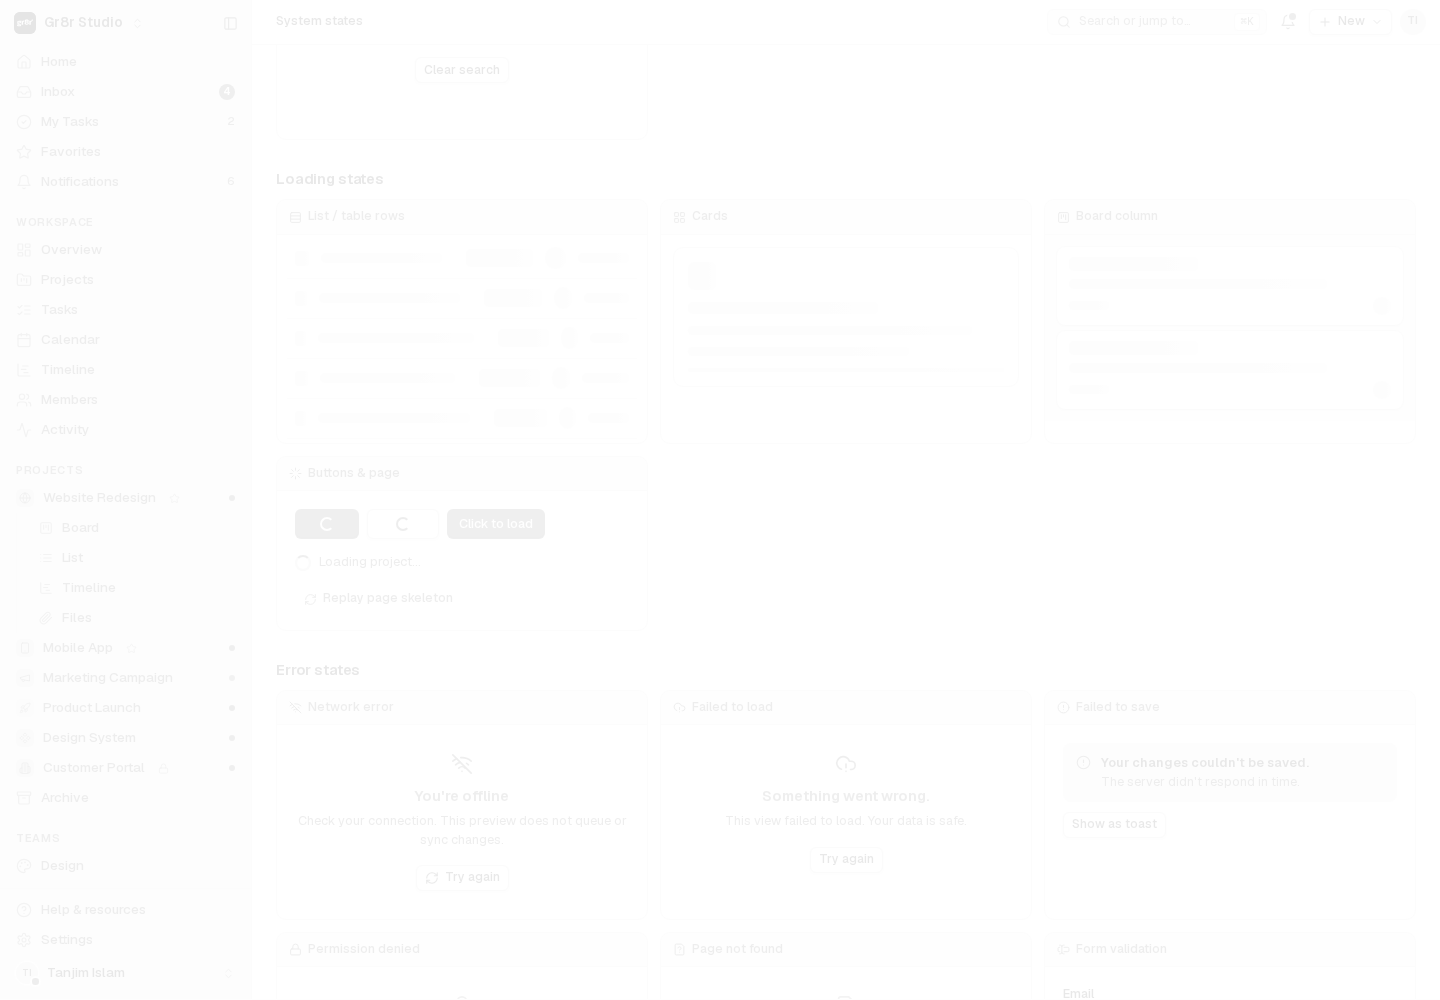 gr8r
Gr8r Studio
System states
Search or jump to...
⌘K
New
TI
Home
Inbox
4
My Tasks
2
Favorites
Notifications
6
WORKSPACE
Overview
Projects
Tasks
Calendar
Timeline
Members
Activity
PROJECTS
Website Redesign
Board
List
Timeline
Files
Mobile App
Marketing Campaign
Product Launch
Design System
Customer Portal
Archive
TEAMS
Design
Help & resources
Settings
TI
Tanjim Islam
Clear search
Loading states
List / table rows
Cards
Board column
Buttons & page
Click to load
Loading project...
Replay page skeleton
Error states
Network error
You're offline
Check your connection. This preview does not queue or
sync changes.
Try again
Failed to load
Something went wrong.
This view failed to load. Your data is safe.
Try again
Failed to save
Your changes couldn't be saved.
The server didn't respond in time.
Show as toast
Permission denied
Page not found
Form validation
Email